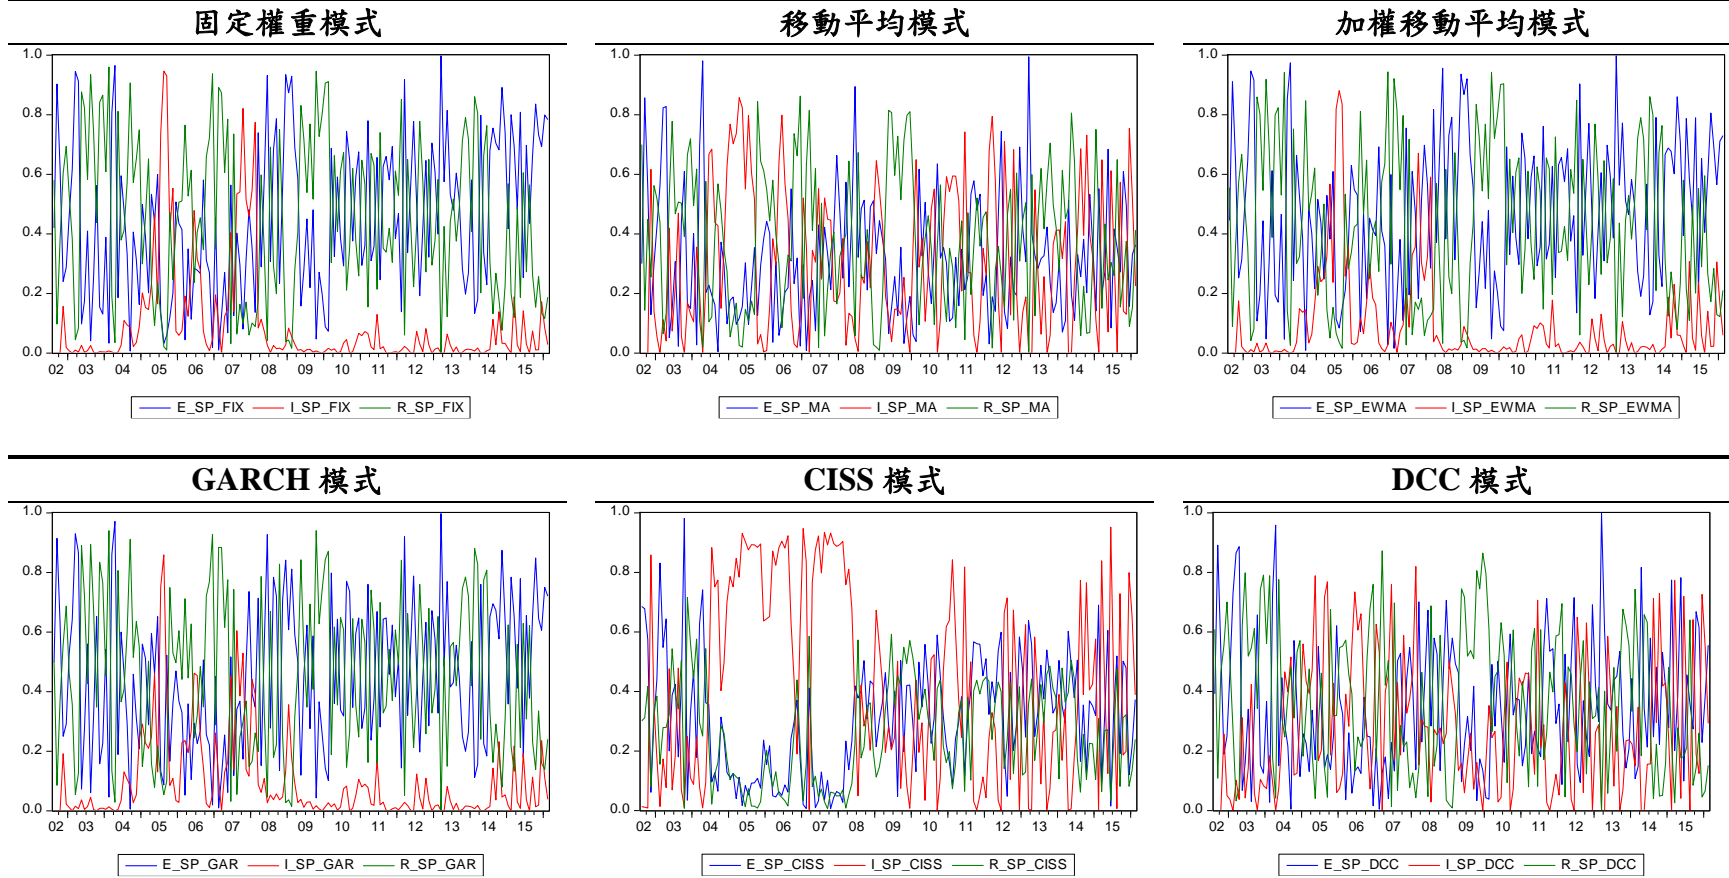 固定權重模式
移動平均模式
加權移動平均模式
1.0
0.8
0.6
0.4
0.2
0.0
02 03 04 05 06 07 08 09 10 11 12 13 14 15
E_SP_FIX I_SP_FIX R_SP_FIX
1.0
0.8
0.6
0.4
0.2
0.0
02 03 04 05 06 07 08 09 10 11 12 13 14 15
E_SP_MA I_SP_MA R_SP_MA
1.0
0.8
0.6
0.4
0.2
0.0
02 03 04 05 06 07 08 09 10 11 12 13 14 15
E_SP_EWMA I_SP_EWMA R_SP_EWMA
GARCH 模式
CISS 模式
DCC 模式
1.0
0.8
0.6
0.4
0.2
0.0
02 03 04 05 06 07 08 09 10 11 12 13 14 15
E_SP_GAR I_SP_GAR R_SP_GAR
1.0
0.8
0.6
0.4
0.2
0.0
02 03 04 05 06 07 08 09 10 11 12 13 14 15
E_SP_CISS I_SP_CISS R_SP_CISS
1.0
0.8
0.6
0.4
0.2
0.0
02 03 04 05 06 07 08 09 10 11 12 13 14 15
E_SP_DCC I_SP_DCC R_SP_DCC